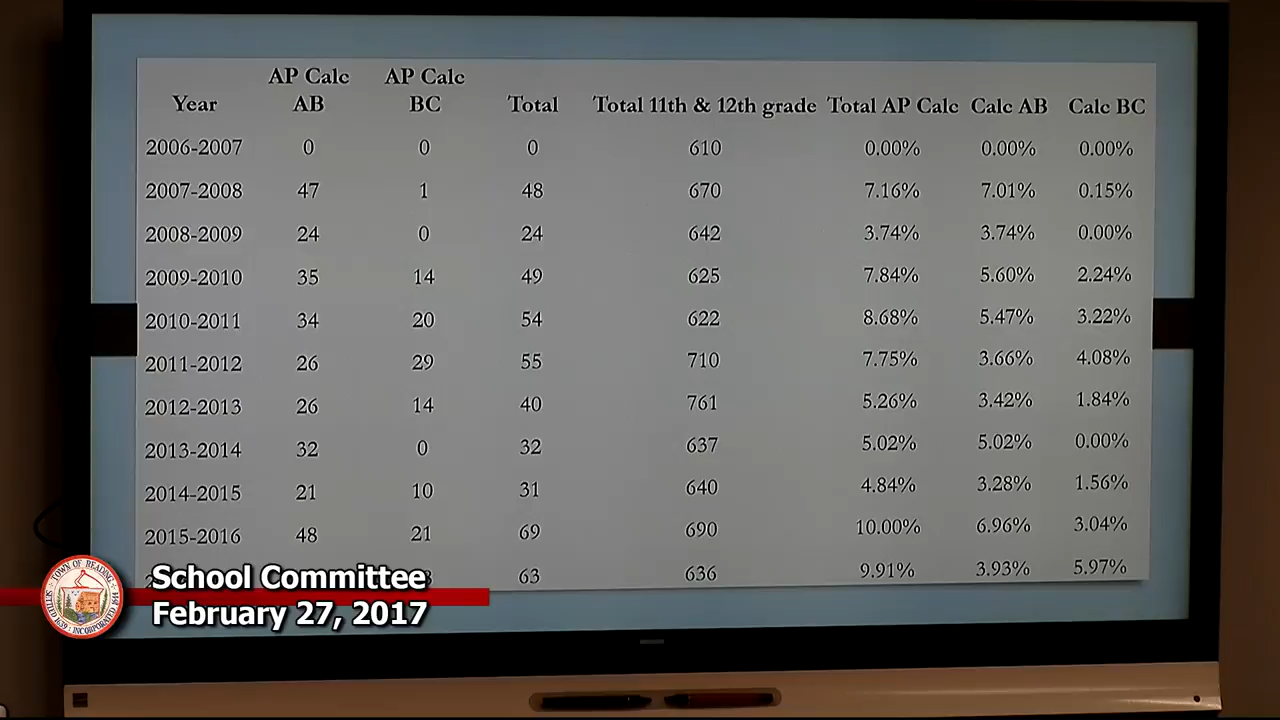 AP Calc AP Calc
Year AB BC Total Total 11th & 12th grade Total AP Calc Calc AB Calc BC
2006-2007 0 0 0 610 0.00% 0.00% 0.00%
2007-2008 47 1 48 670 7.16% 7.01% 0.15%
2008-2009 24 0 24 642 3.74% 3.74% 0.00%
2009-2010 35 14 49 625 7.84% 5.60% 2.24%
2010-2011 34 20 54 622 8.68% 5.47% 3.22%
2011-2012 26 29 55 710 7.75% 3.66% 4.08%
2012-2013 26 14 40 761 5.26% 3.42% 1.84%
2013-2014 32 0 32 637 5.02% 5.02% 0.00%
2014-2015 21 10 31 640 4.84% 3.28% 1.56%
2015-2016 48 21 69 690 10.00% 6.96% 3.04%
63 636 9.91% 3.93% 5.97%
TOWN OF READING
School Committee
February 27, 2017